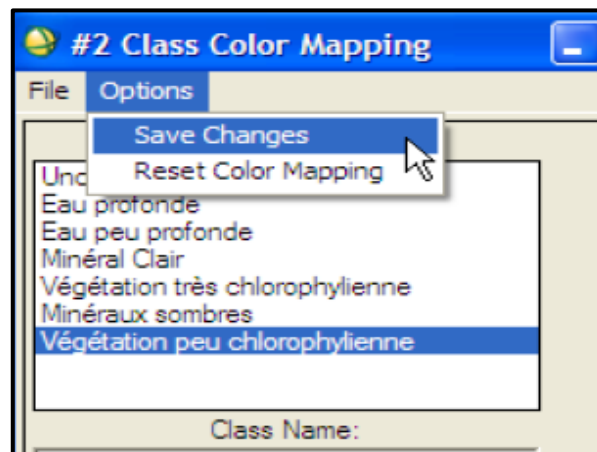 #2 Class Color Mapping
File Options
Save Changes
Reset Color Mapping
Eau profonde
Eau peu profonde
Minéral Clair
Végétation très chlorophylienne
Minéraux sombres
Végétation peu chlorophylienne
Class Name: